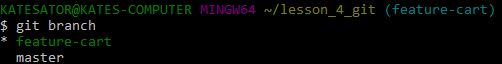 KATESATOR@KATES-COMPUTER MINGW64 ~/lesson_4_git (feature-cart)
$ git branch
* feature-cart
  master